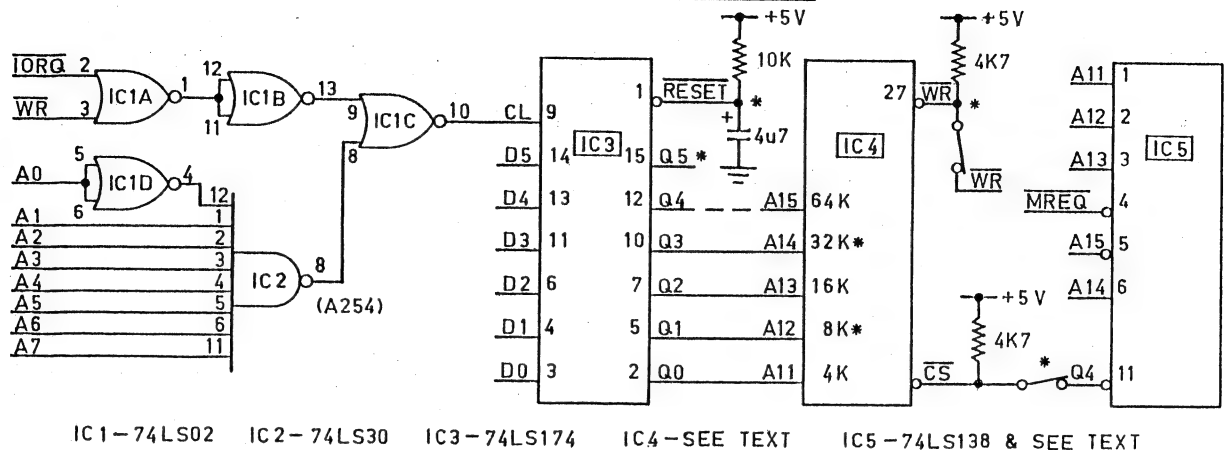 +5V
+5V
10K
4K7
IORQ 2
IC1A
1
WR 3
12
IC1B
13
11
9
IC1C
10
8
CL 9
1 RESET *
+
4u7
IC3
27 WR *
IC4
WR
A11 1
A12 2
A13 3
IC5
MREQ 4
A15 5
A14 6
A0
5
IC1D
4
6
12
A1 1
A2 2
A3 3
A4 4
A5 5
A6 6
A7 11
IC2
8
(A254)
D5 14
15 Q5*
D4 13
12 Q4 A15 64K
D3 11
10 Q3 A14 32K*
D2 6
7 Q2 A13 16K
D1 4
5 Q1 A12 8K*
D0 3
2 Q0 A11 4K
+5V
4K7
CS
*
Q4 11
IC1-74LS02 IC2-74LS30 IC3-74LS174 IC4-SEE TEXT IC5-74LS138 & SEE TEXT